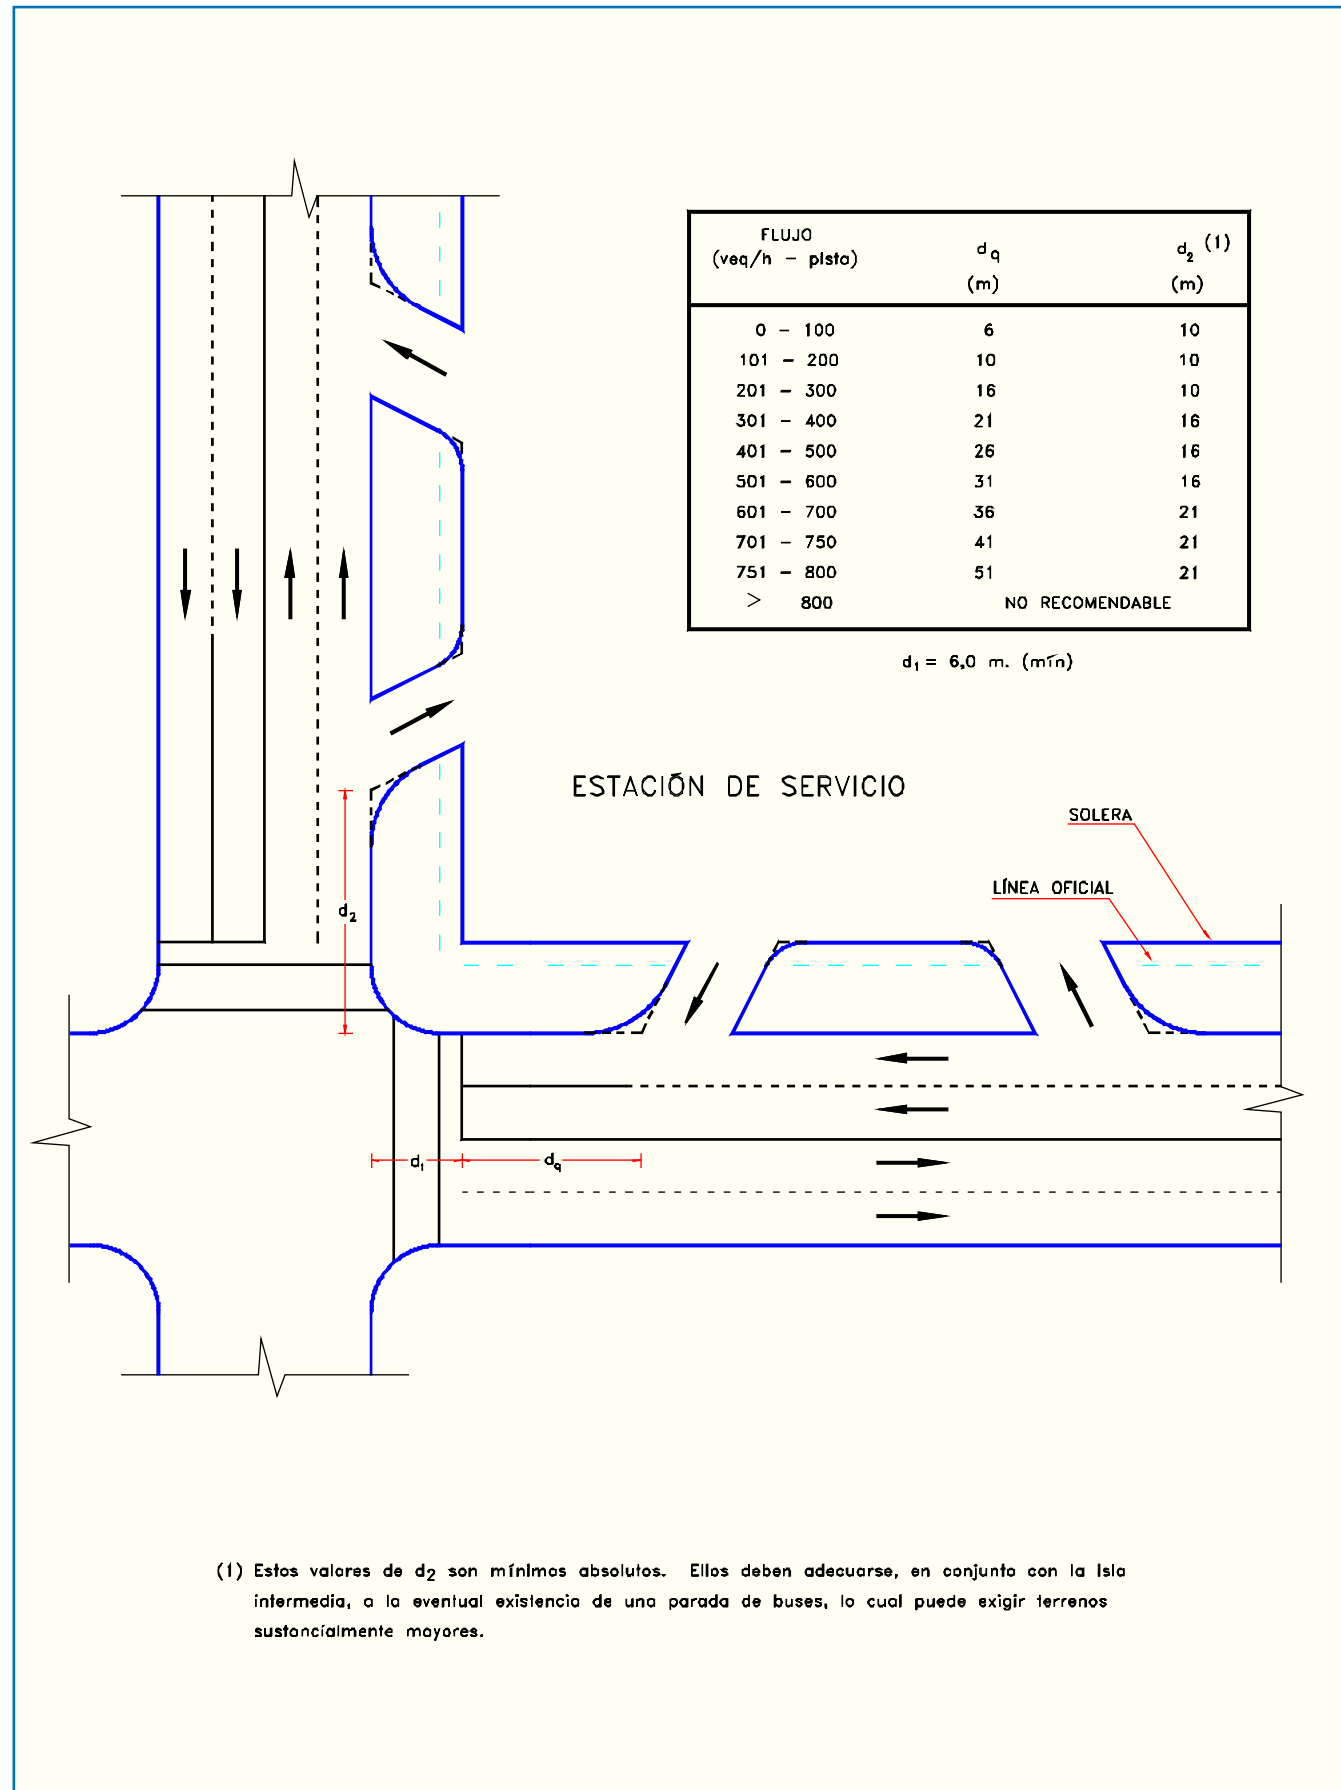 FLUJO d q d2 (1)
(veq/h - pista) (m) (m)
0 - 100 6 10
101 - 200 10 10
201 - 300 16 10
301 - 400 21 16
401 - 500 26 16
501 - 600 31 16
601 - 700 36 21
701 - 750 41 21
751 - 800 51 21
> 800 NO RECOMENDABLE
d1 = 6,0 m. (mín)
ESTACIÓN DE SERVICIO
SOLERA
LÍNEA OFICIAL
d2
d1 dq
(1) Estos valores de d2 son mínimos absolutos. Ellos deben adecuarse, en conjunto con la isla
intermedia, a la eventual existencia de una parada de buses, lo cual puede exigir terrenos
sustancialmente mayores.